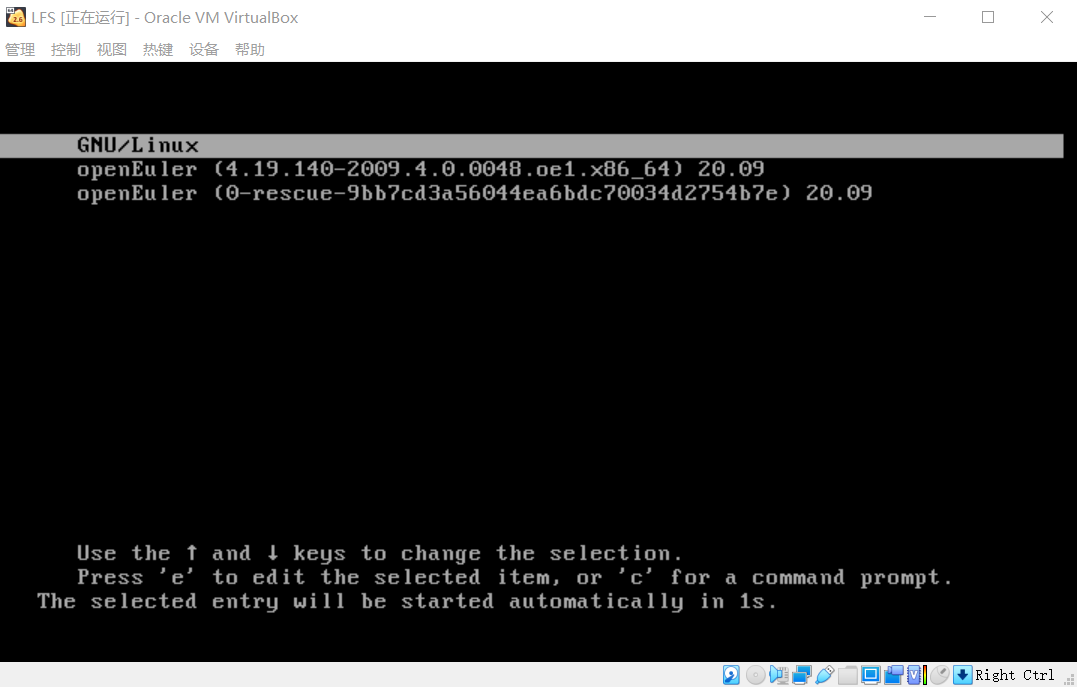 LFS [正在运行] - Oracle VM VirtualBox
管理 控制 视图 热键 设备 帮助
GNU/Linux
openEuler (4.19.140-2009.4.0.0048.oe1.x86_64) 20.09
openEuler (0-rescue-9bb7cd3a56044ea6bdc70034d2754b7e) 20.09
Use the ↑ and ↓ keys to change the selection.
Press 'e' to edit the selected item, or 'c' for a command prompt.
The selected entry will be started automatically in 1s.
Right Ctrl